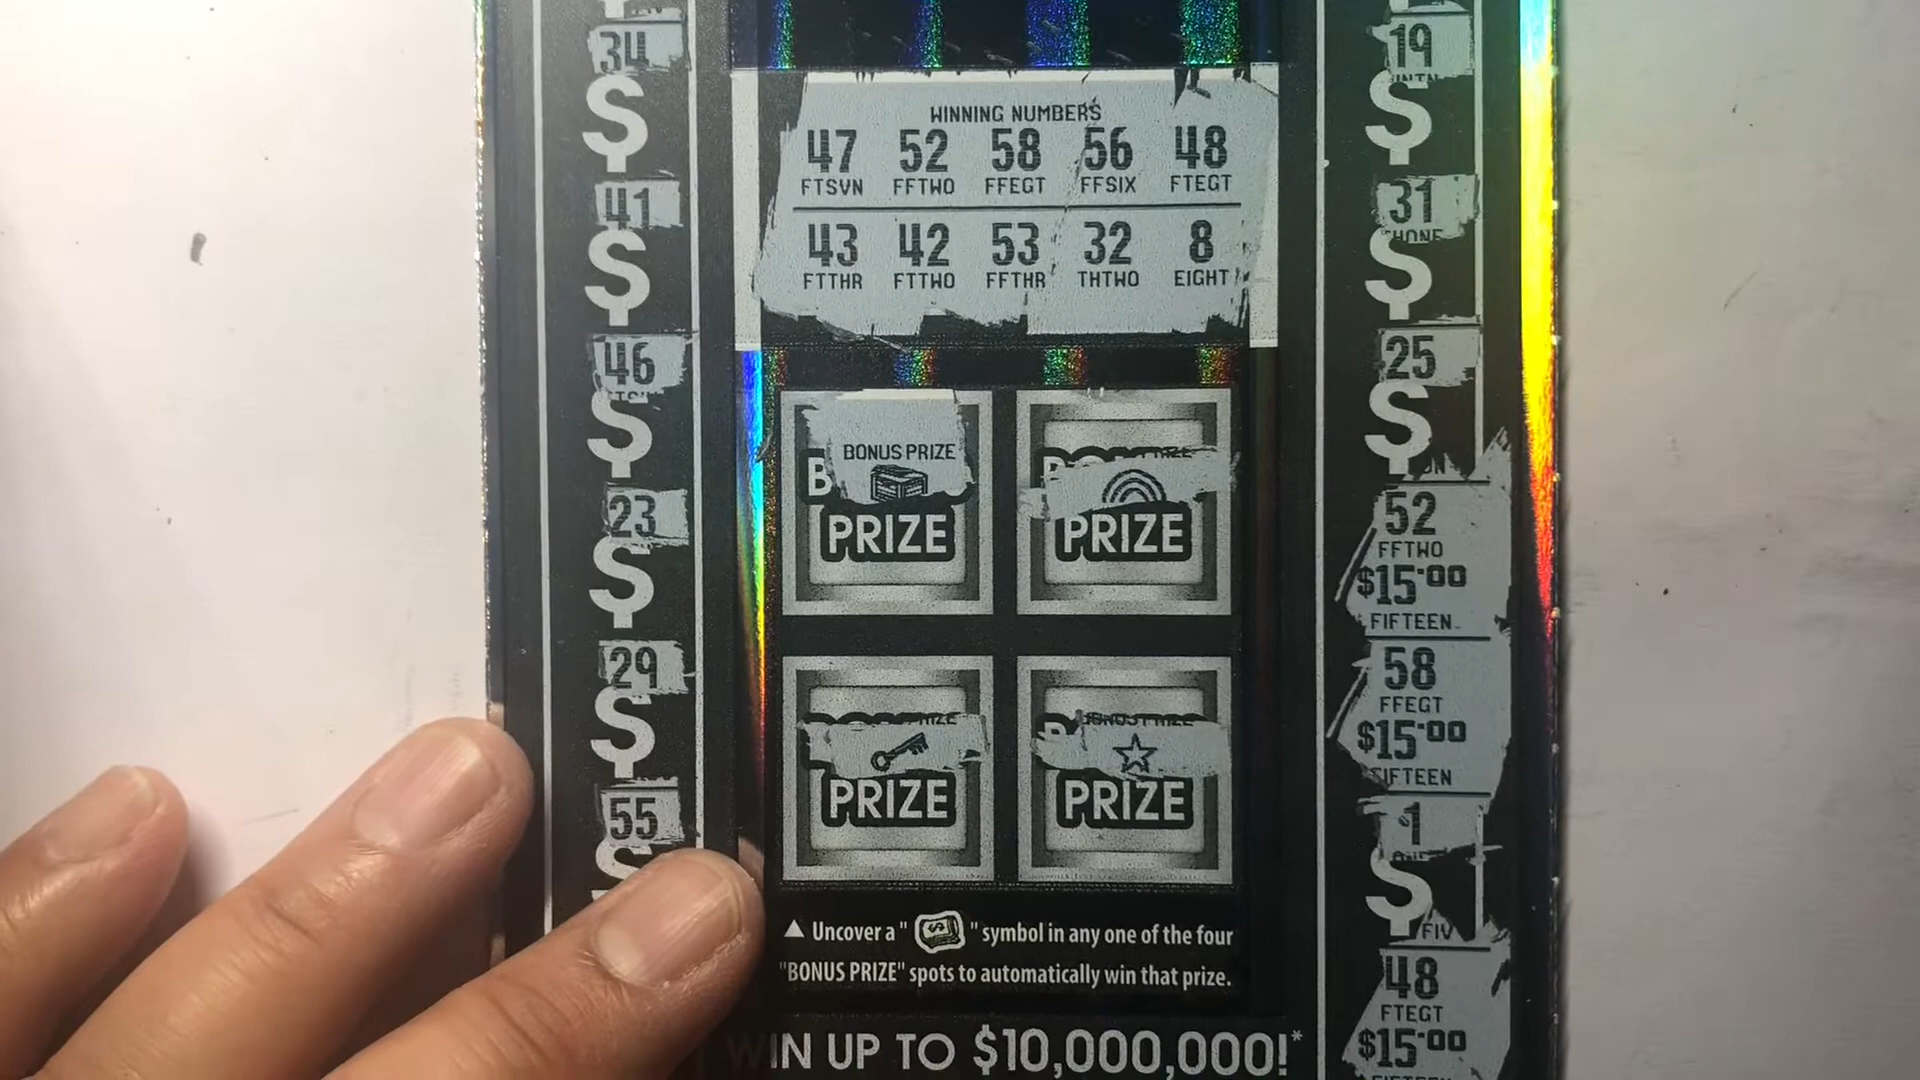 34
$
41
$
46
$
23
$
29
$
55
WINNING NUMBERS
47 52 58 56 48
FTSVN FFTWO FFEGT FFSIX FTEGT
43 42 53 32 8
FTTHR FTTWO FFTHR THTWO EIGHT
BONUS PRIZE
PRIZE
PRIZE
PRIZE
PRIZE
▲ Uncover a " " symbol in any one of the four
"BONUS PRIZE" spots to automatically win that prize.
WIN UP TO $10,000,000!*
19
$
31
$
25
$
52
FFTWO
$15.00
FIFTEEN
58
FFEGT
$15.00
FIFTEEN
1
$
FIV
48
FTEGT
$15.00